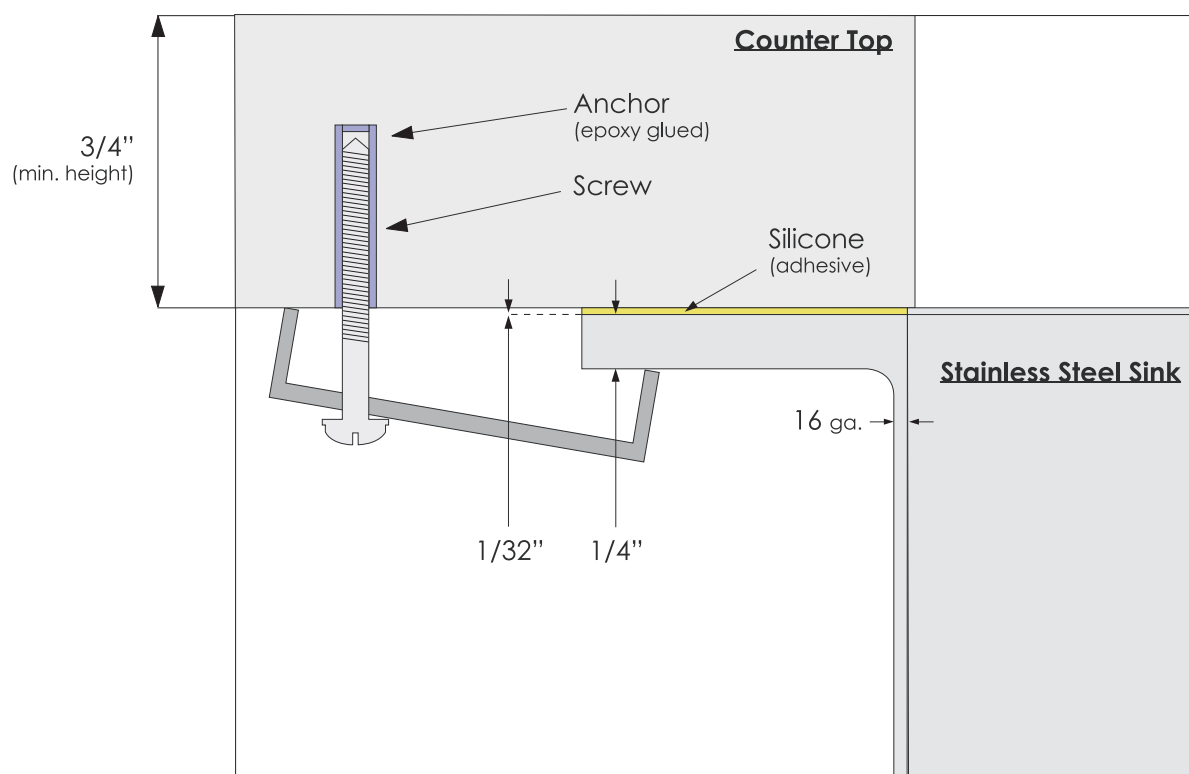 Counter Top
Anchor
(epoxy glued)
3/4”
(min. height)
Screw
Silicone
(adhesive)
Stainless Steel Sink
16 ga.
1/32”
1/4”